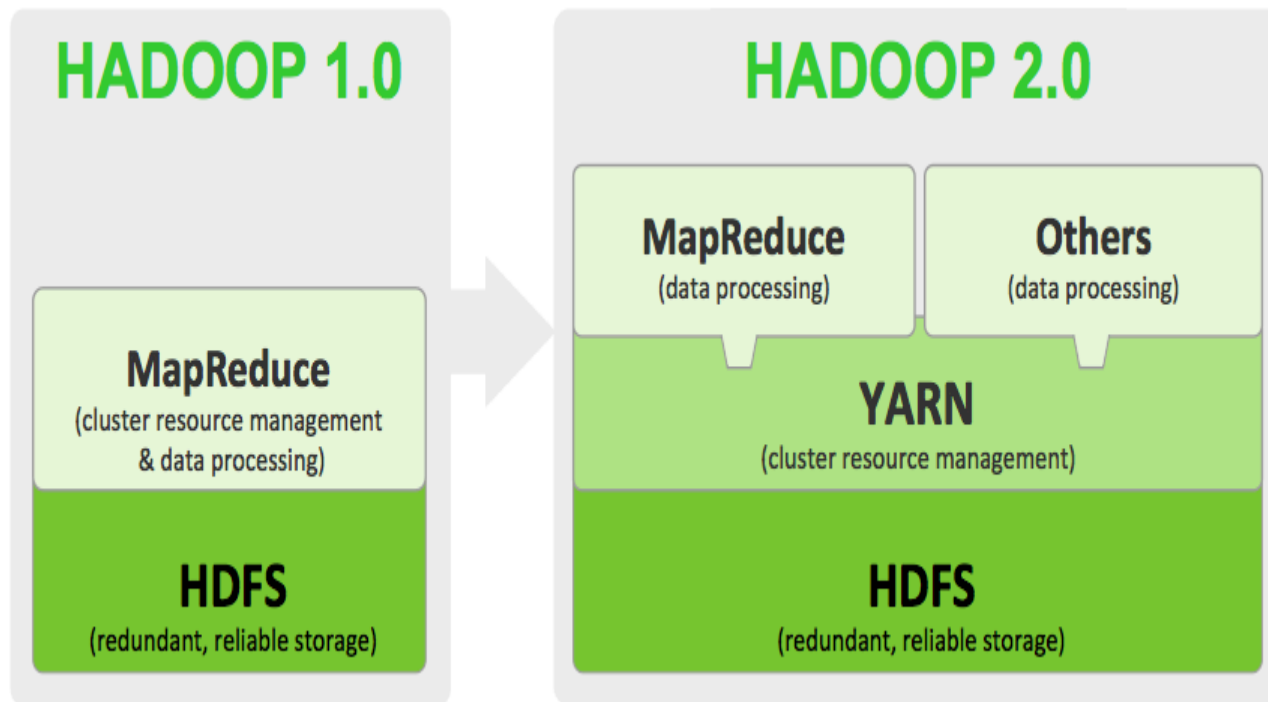 HADOOP 1.0
MapReduce
(cluster resource management
& data processing)
HDFS
(redundant, reliable storage)
HADOOP 2.0
MapReduce
(data processing)
Others
(data processing)
YARN
(cluster resource management)
HDFS
(redundant, reliable storage)